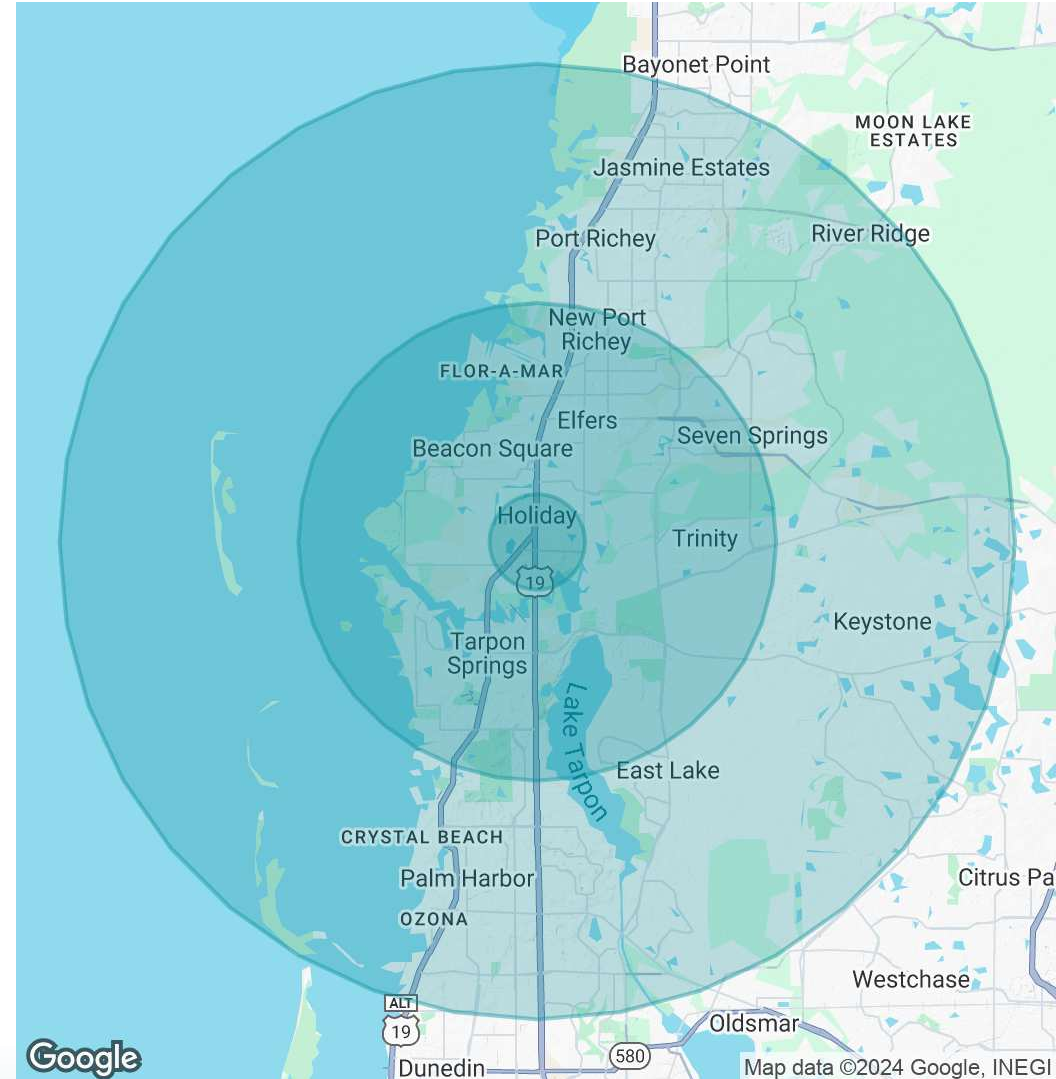 Bayonet Point
MOON LAKE
ESTATES
Jasmine Estates
Port Richey
River Ridge
New Port
Richey
FLOR-A-MAR
Elfers
Seven Springs
Beacon Square
Holiday
Trinity
19
Keystone
Tarpon
Springs
Lake Tarpon
East Lake
CRYSTAL BEACH
Palm Harbor
Citrus Pa
OZONA
Westchase
ALT
19
Oldsmar
580
Google
Dunedin
Map data ©2024 Google, INEGI